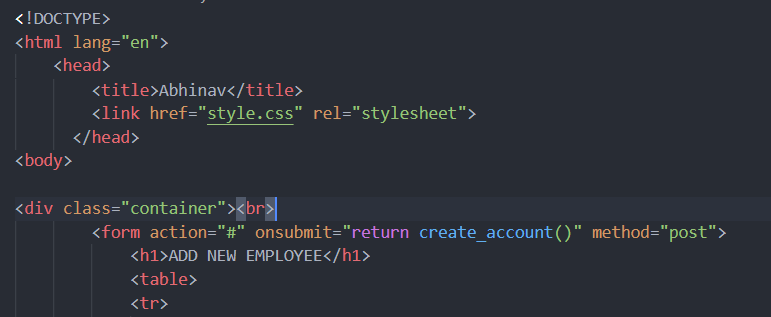 <!DOCTYPE>
<html lang="en">
<head>
<title>Abhinav</title>
<link href="style.css" rel="stylesheet">
</head>
<body>
<div class="container"><br>
<form action="#" onsubmit="return create_account()" method="post">
<h1>ADD NEW EMPLOYEE</h1>
<table>
<tr>